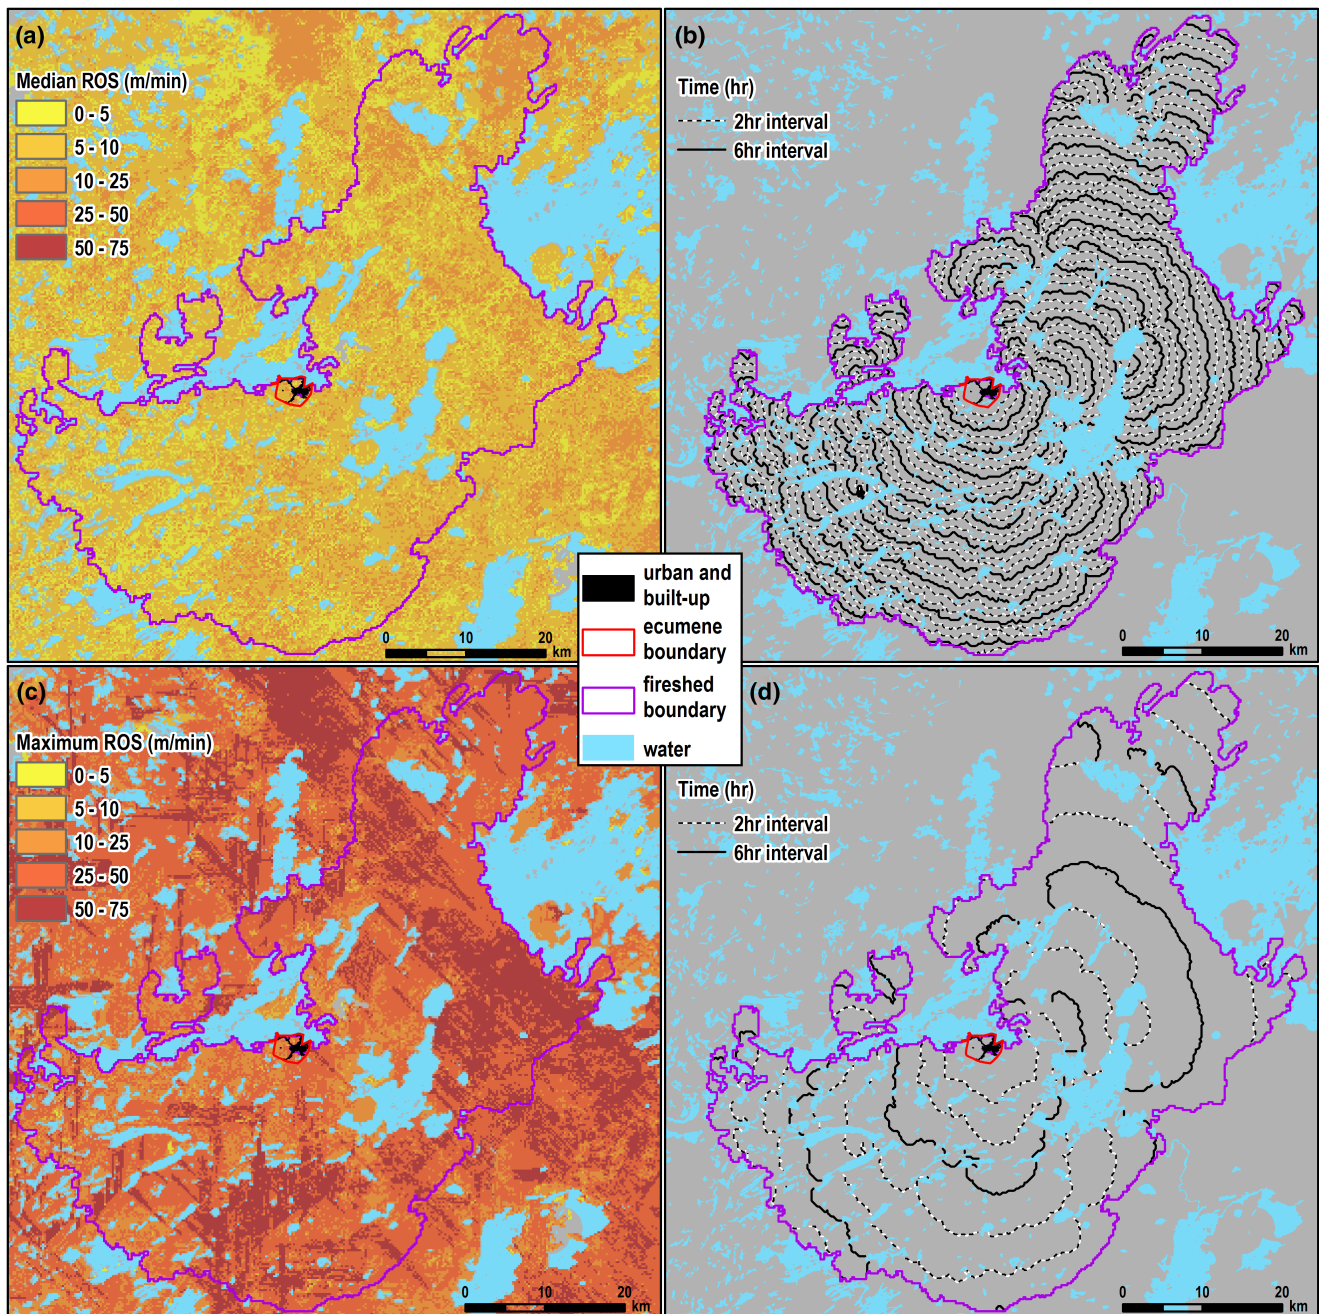 (a)
Median ROS (m/min)
0 - 5
5 - 10
10 - 25
25 - 50
50 - 75
0 10 20
km
(b)
Time (hr)
2hr interval
6hr interval
0 10 20
km
urban and
built-up
ecumene
boundary
fireshed
boundary
water
(c)
Maximum ROS (m/min)
0 - 5
5 - 10
10 - 25
25 - 50
50 - 75
0 10 20
km
(d)
Time (hr)
2hr interval
6hr interval
0 10 20
km